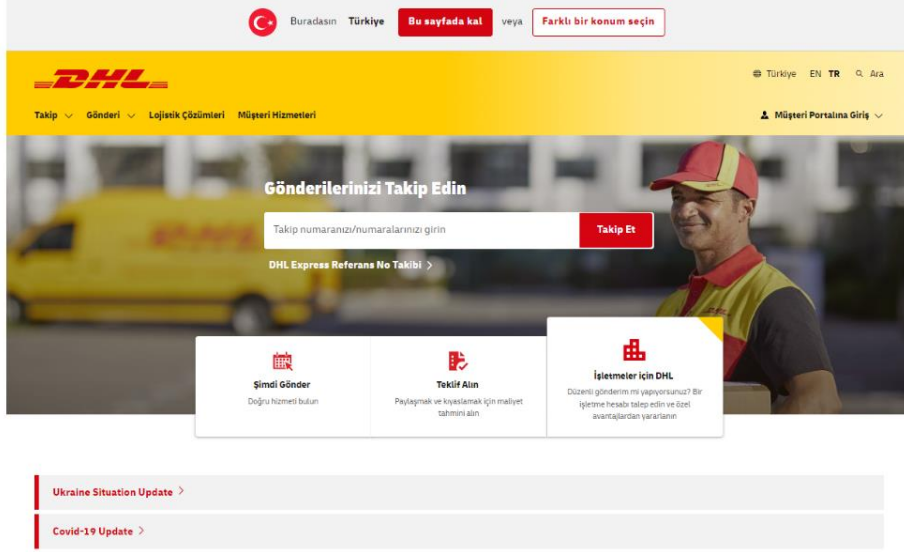 Buradasın Türkiye Bu sayfada kal veya Farklı bir konum seçin
DHL
Türkiye EN TR Ara
Takip Gönderi Lojistik Çözümleri Müşteri Hizmetleri Müşteri Portalına Giriş
Gönderilerinizi Takip Edin
Takip numaranızı/numaralarınızı girin Takip Et
DHL Express Referans No Takibi
Şimdi Gönder
Doğru hizmeti bulun
Teklif Alın
Paylaşmak ve kıyaslamak için maliyet
tahmini alın
İşletmeler için DHL
Düzenli gönderim mi yapıyorsunuz? Bir
işletme hesabı talep edin ve özel
avantajlardan yararlanın
Ukraine Situation Update
Covid-19 Update